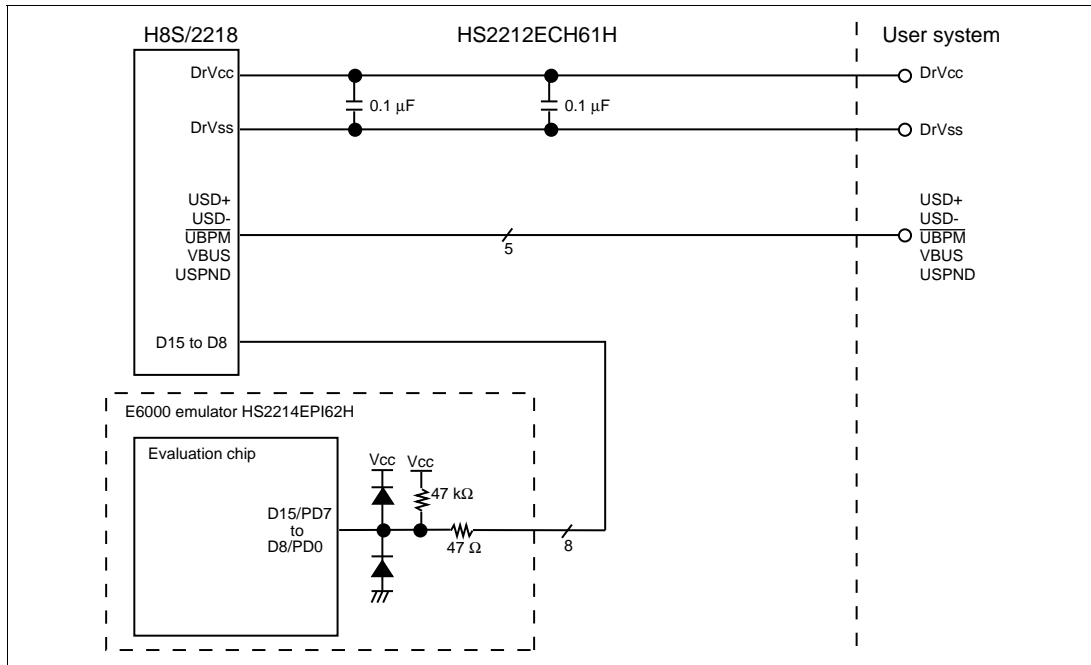 H8S/2218 HS2212ECH61H User system
DrVcc DrVcc
0.1 μF 0.1 μF
DrVss DrVss
USD+ USD+
USD- USD-
UBPM UBPM
5
VBUS VBUS
USPND USPND
D15 to D8
E6000 emulator HS2214EPI62H
Evaluation chip
Vcc Vcc
47 kΩ
D15/PD7
to
D8/PD0
47 Ω 8